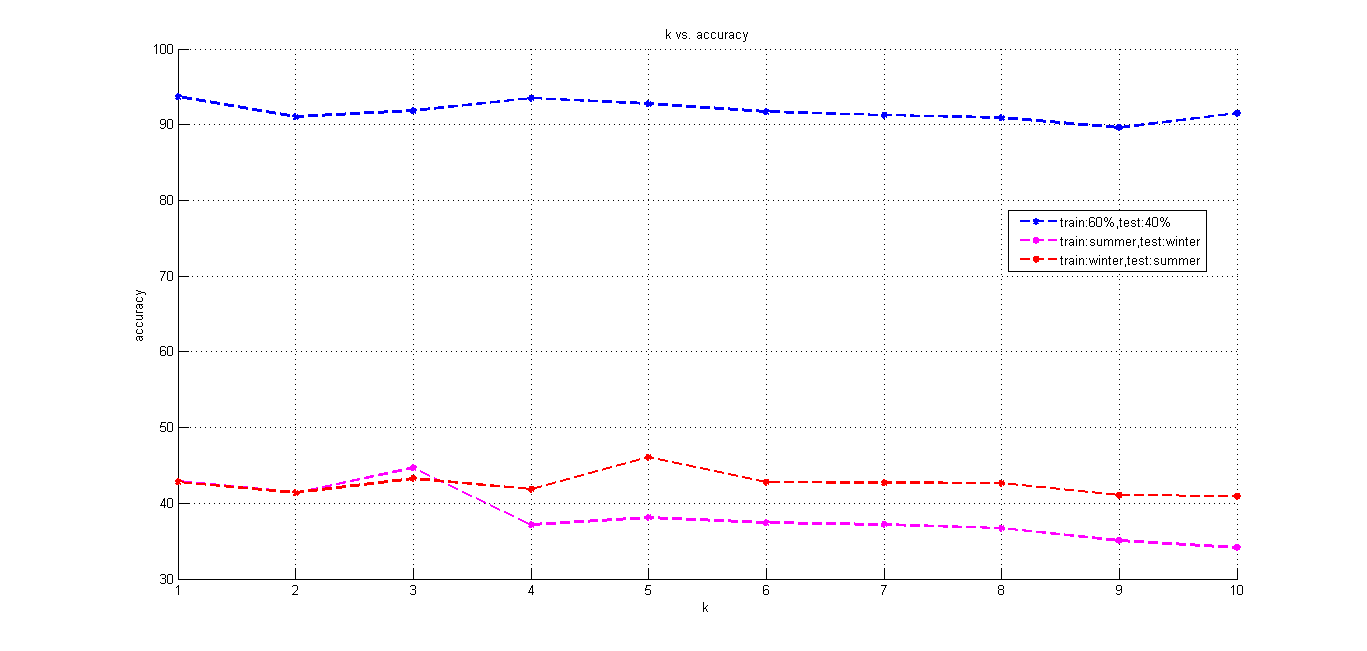 k vs. accuracy
100
90
80
70
60
50
40
30
accuracy
train:60%,test:40%
train:summer,test:winter
train:winter,test:summer
1 2 3 4 5 6 7 8 9 10
k